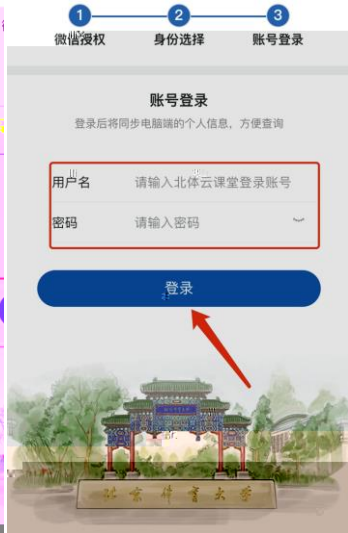 1 2 3
微信授权 身份选择 账号登录
账号登录
登录后将同步电脑端的个人信息，方便查询
用户名 请输入北体云课堂登录账号
密码 请输入密码
登录
北京体育大学